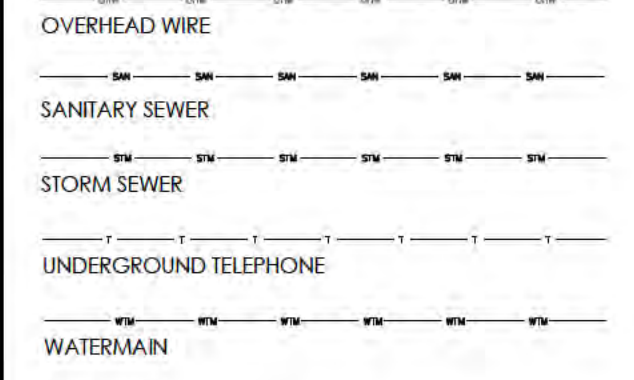 OVERHEAD WIRE
SAN SAN SAN SAN SAN SAN
SANITARY SEWER
STM STM STM STM STM STM
STORM SEWER
T T T T T T T
UNDERGROUND TELEPHONE
WTM WTM WTM WTM WTM WTM
WATERMAIN